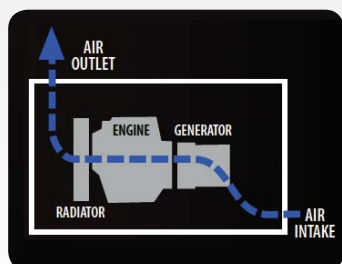 AIR
OUTLET
ENGINE
GENERATOR
RADIATOR
AIR
INTAKE